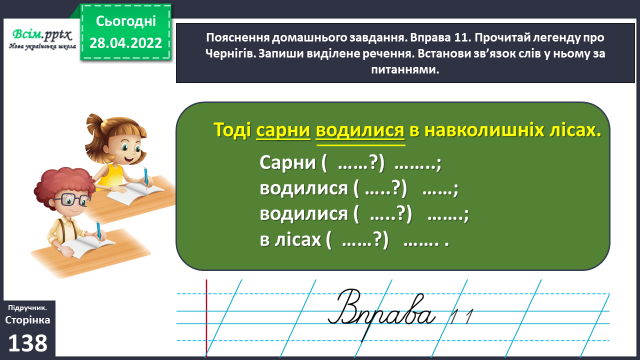 Всім.pptx
Нова українська школа
Сьогодні
28.04.2022
Пояснення домашнього завдання. Вправа 11. Прочитай легенду про
Чернігів. Запиши виділене речення. Встанови зв’язок слів у ньому за
питаннями.
Тоді сарни водилися в навколишніх лісах.
Сарни ( ……?) ……..;
водилися ( …..?) ……;
водилися ( …..?) …….;
в лісах ( ……?) ……. .
Вправа 11
Підручник.
Сторінка
138